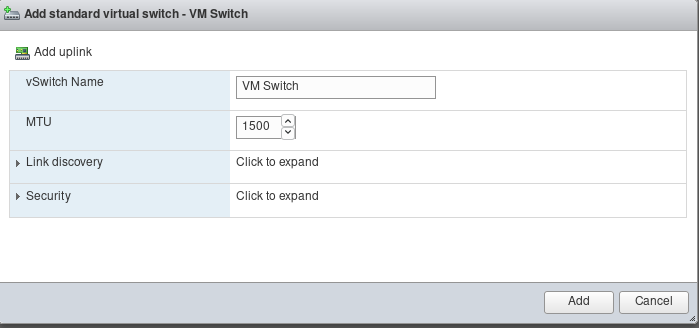 Add standard virtual switch - VM Switch
Add uplink
vSwitch Name VM Switch
MTU 1500
Link discovery Click to expand
Security Click to expand
Add Cancel